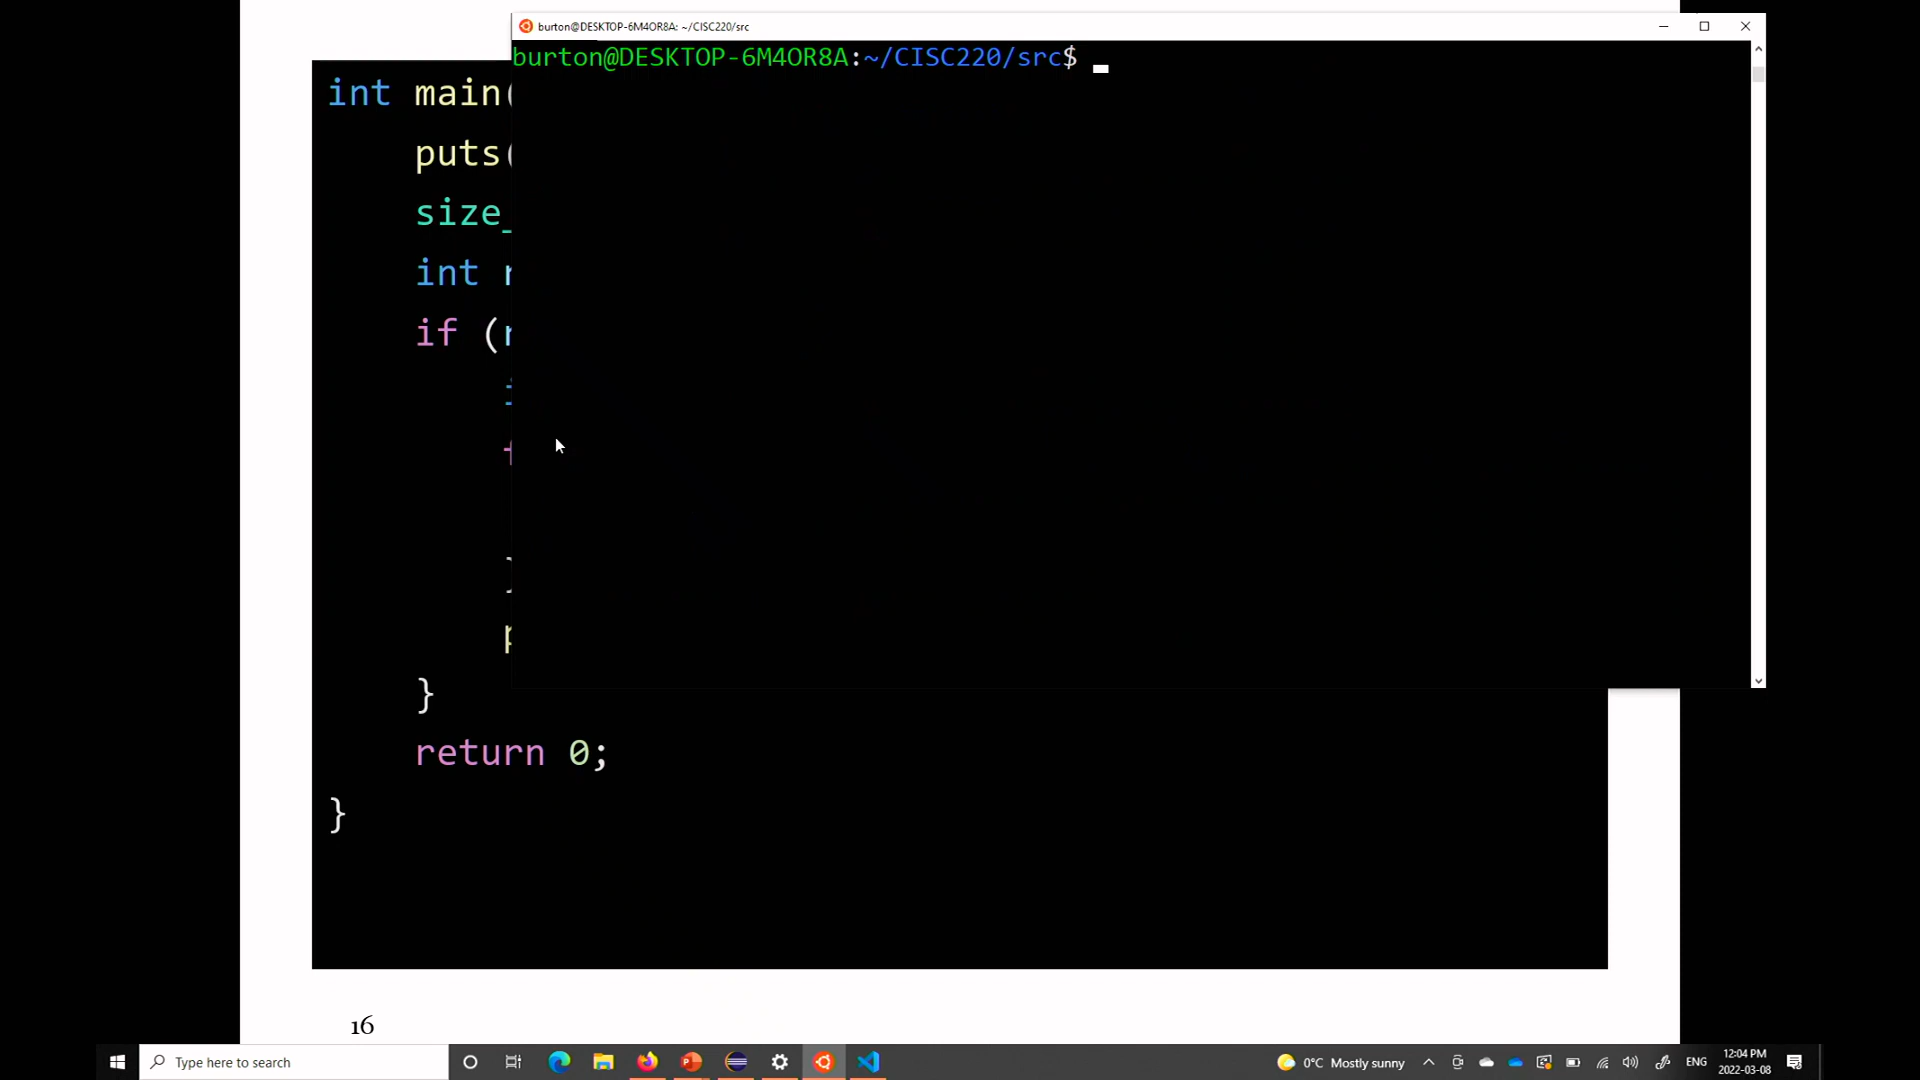 burton@DESKTOP-6M4OR8A: ~/CISC220/src
burton@DESKTOP-6M4OR8A:~/CISC220/src$
int main(
puts(
size_
int
if (
}
return 0;
}
16
Type here to search
0°C Mostly sunny
ENG
12:04 PM
2022-03-08